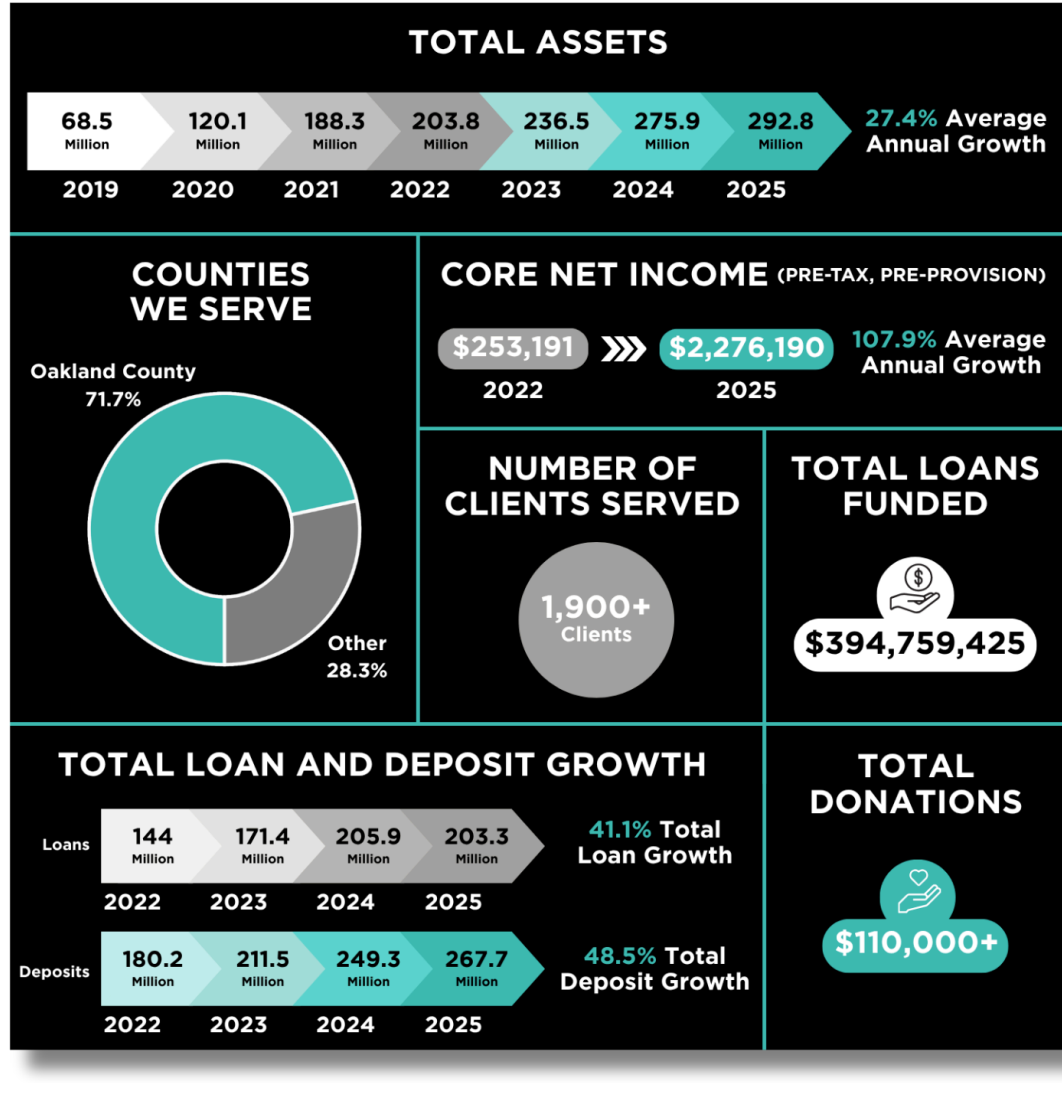 TOTAL ASSETS
68.5
Million
120.1
Million
188.3
Million
203.8
Million
236.5
Million
275.9
Million
292.8
Million
2019
2020
2021
2022
2023
2024
2025
27.4% Average
Annual Growth
COUNTIES
WE SERVE
Oakland County
71.7%
Other
28.3%
CORE NET INCOME (PRE-TAX, PRE-PROVISION)
$253,191
2022
$2,276,190
2025
107.9% Average
Annual Growth
NUMBER OF
CLIENTS SERVED
1,900+
Clients
TOTAL LOANS
FUNDED
$
$394,759,425
TOTAL LOAN AND DEPOSIT GROWTH
Loans
144
Million
171.4
Million
205.9
Million
203.3
Million
2022
2023
2024
2025
41.1% Total
Loan Growth
Deposits
180.2
Million
211.5
Million
249.3
Million
267.7
Million
2022
2023
2024
2025
48.5% Total
Deposit Growth
TOTAL
DONATIONS
$110,000+